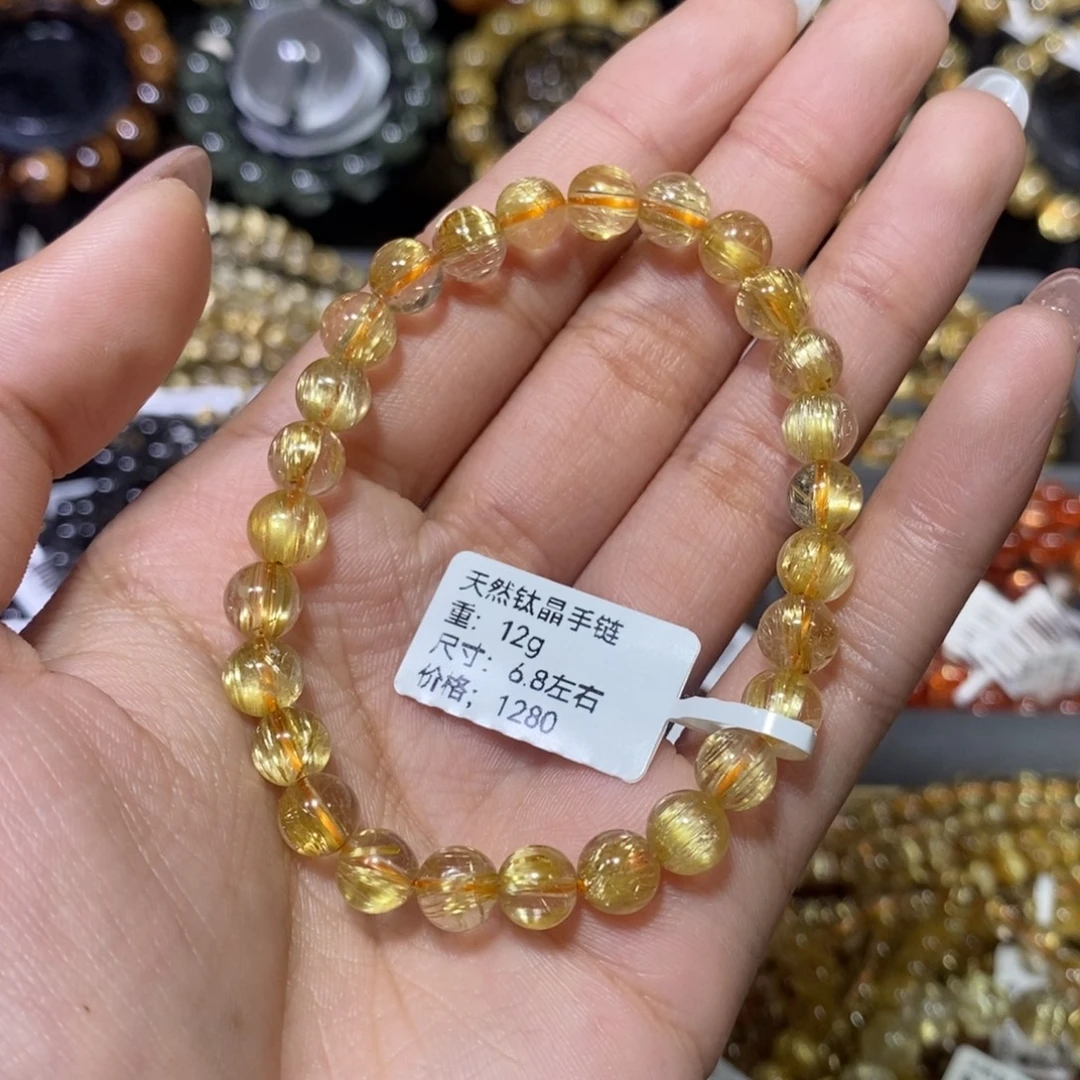 天然钛晶手链
重: 12g
尺寸: 6.8左右
价格; 1280